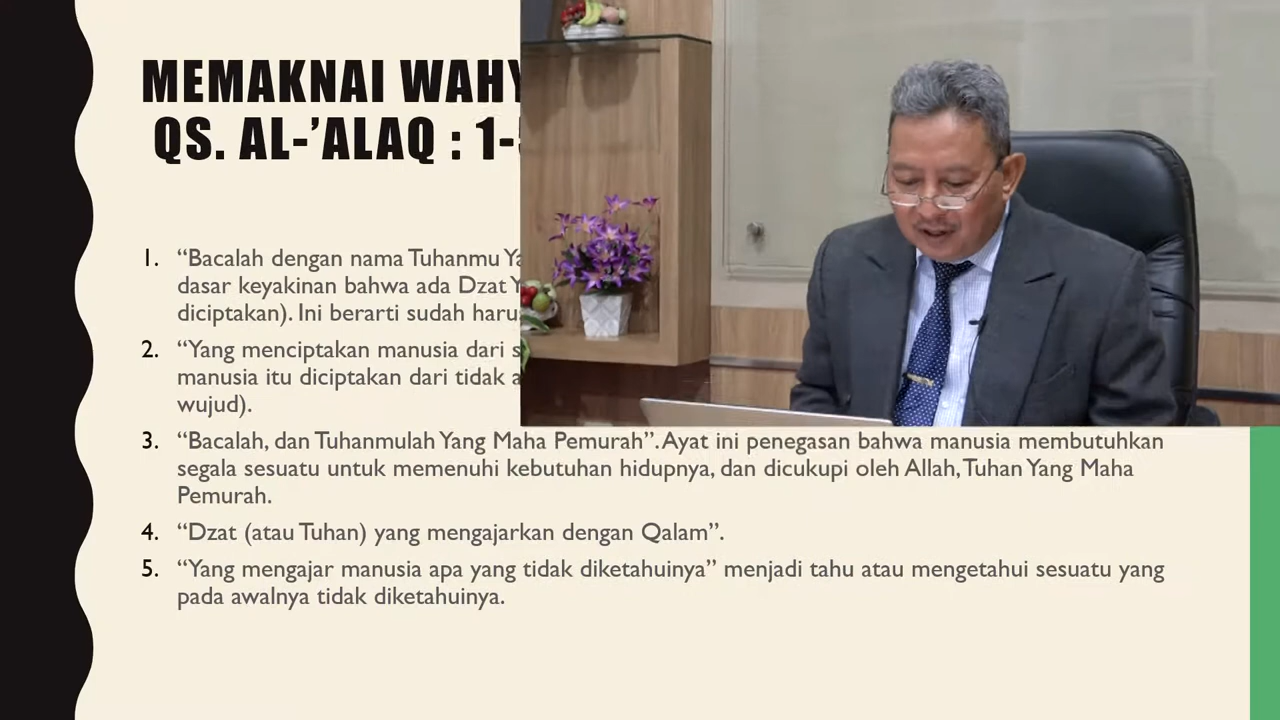 MEMAKNAI
QS. AL-’ALAQ :
1. “Bacalah dengan nama Tuhanmu
dasar keyakinan bahwa ada Dzat
diciptakan). Ini berarti sudah
2. “Yang menciptakan manusia dari
manusia itu diciptakan dari tidak
wujud).
3. “Bacalah, dan Tuhanmulah Yang Maha Pemurah”. Ayat ini penegasan bahwa manusia membutuhkan
segala sesuatu untuk memenuhi kebutuhan hidupnya, dan dicukupi oleh Allah, Tuhan Yang Maha
Pemurah.
4. “Dzat (atau Tuhan) yang mengajarkan dengan Qalam”.
5. “Yang mengajar manusia apa yang tidak diketahuinya” menjadi tahu atau mengetahui sesuatu yang
pada awalnya tidak diketahuinya.